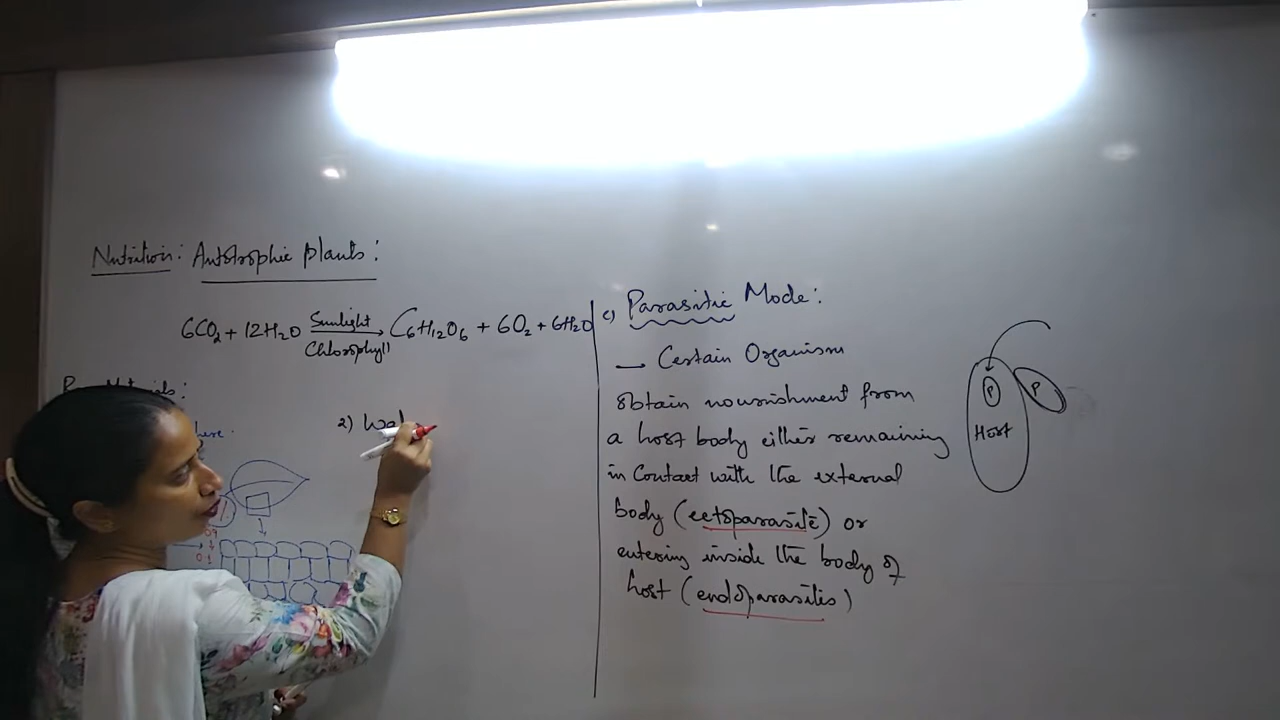 Nutrition: Autotrophic plants:
6CO₂ + 12H₂O Sunlight → Chlorophyll C₆H₁₂O₆ + 6O₂ + 6H₂O
2) Wat
c) Parasitic Mode:
— Certain Organism
obtain nourishment from
a host body either remaining
in Contact with the external
body (ectoparasite) or
entering inside the body of
host (endoparasites)
P
P
Host